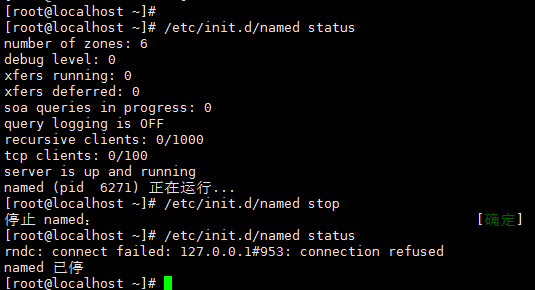 [root@localhost ~]#
[root@localhost ~]# /etc/init.d/named status
number of zones: 6
debug level: 0
xfers running: 0
xfers deferred: 0
soa queries in progress: 0
query logging is OFF
recursive clients: 0/1000
tcp clients: 0/100
server is up and running
named (pid  6271) 正在运行...
[root@localhost ~]# /etc/init.d/named stop
停止 named： [确定]
[root@localhost ~]# /etc/init.d/named status
rndc: connect failed: 127.0.0.1#953: connection refused
named 已停
[root@localhost ~]#